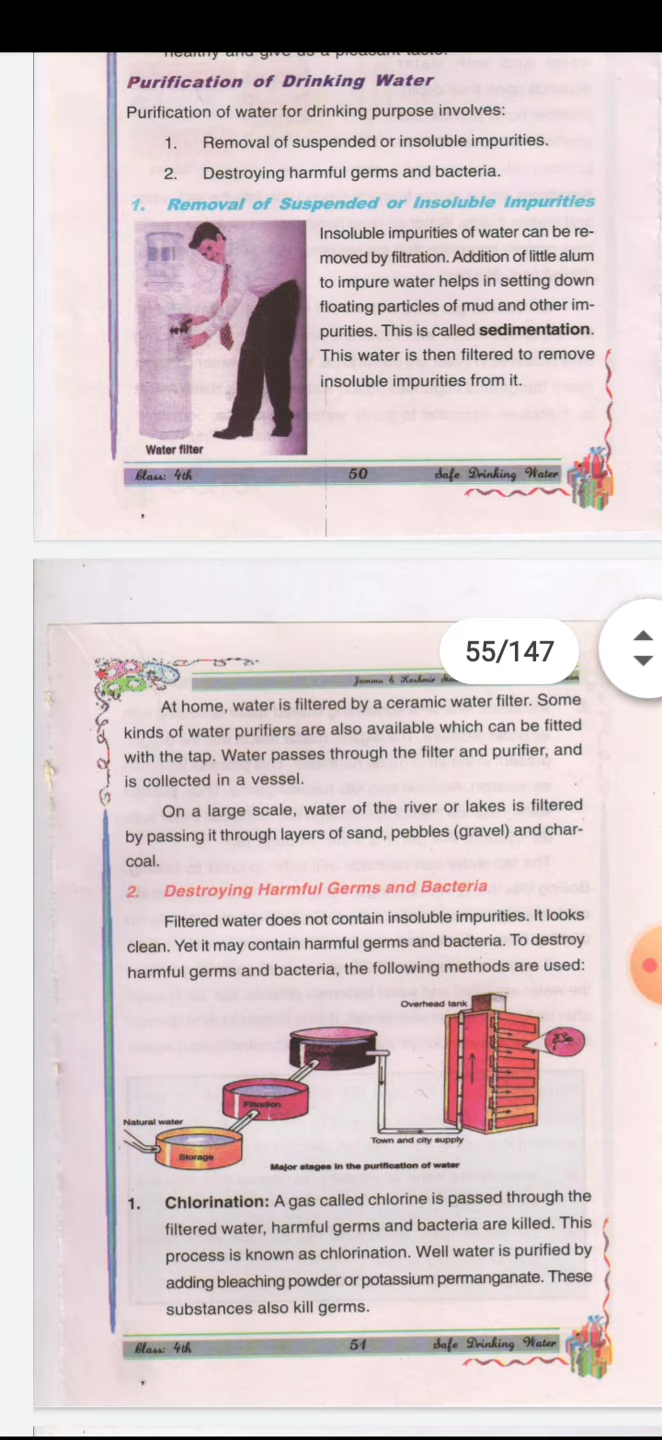 healthy and give us a pleasant taste.
Purification of Drinking Water
Purification of water for drinking purpose involves:
1. Removal of suspended or insoluble impurities.
2. Destroying harmful germs and bacteria.
1. Removal of Suspended or Insoluble Impurities
Insoluble impurities of water can be re-
moved by filtration. Addition of little alum
to impure water helps in setting down
floating particles of mud and other im-
purities. This is called sedimentation.
This water is then filtered to remove
insoluble impurities from it.
Water filter
Class: 4th 50 Safe Drinking Water
55/147
Jammu & Kashmir
At home, water is filtered by a ceramic water filter. Some
kinds of water purifiers are also available which can be fitted
with the tap. Water passes through the filter and purifier, and
is collected in a vessel.
On a large scale, water of the river or lakes is filtered
by passing it through layers of sand, pebbles (gravel) and char-
coal.
2. Destroying Harmful Germs and Bacteria
Filtered water does not contain insoluble impurities. It looks
clean. Yet it may contain harmful germs and bacteria. To destroy
harmful germs and bacteria, the following methods are used:
Overhead tank
Filtration
Natural water
Storage
Town and city supply
Major stages in the purification of water
1. Chlorination: A gas called chlorine is passed through the
filtered water, harmful germs and bacteria are killed. This
process is known as chlorination. Well water is purified by
adding bleaching powder or potassium permanganate. These
substances also kill germs.
Class: 4th 51 Safe Drinking Water